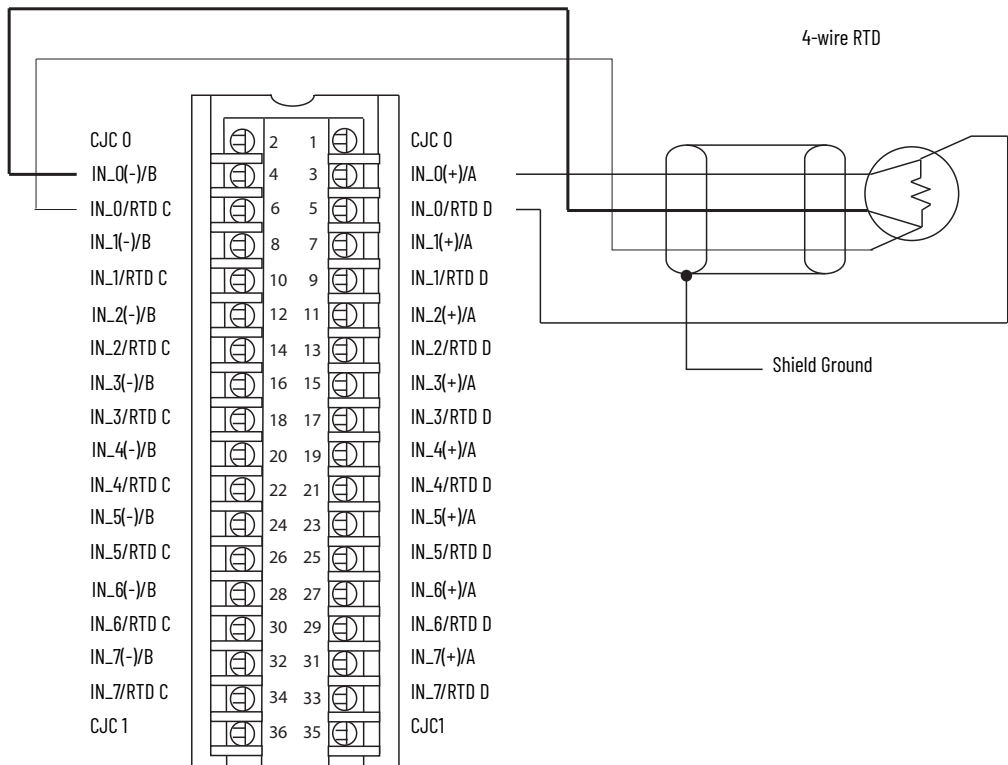 4-wire RTD
CJC 0 2 1 CJC 0
IN_0(-)/B 4 3 IN_0(+)/A
IN_0/RTD C 6 5 IN_0/RTD D
IN_1(-)/B 8 7 IN_1(+)/A
IN_1/RTD C 10 9 IN_1/RTD D
IN_2(-)/B 12 11 IN_2(+)/A
IN_2/RTD C 14 13 IN_2/RTD D
Shield Ground
IN_3(-)/B 16 15 IN_3(+)/A
IN_3/RTD C 18 17 IN_3/RTD D
IN_4(-)/B 20 19 IN_4(+)/A
IN_4/RTD C 22 21 IN_4/RTD D
IN_5(-)/B 24 23 IN_5(+)/A
IN_5/RTD C 26 25 IN_5/RTD D
IN_6(-)/B 28 27 IN_6(+)/A
IN_6/RTD C 30 29 IN_6/RTD D
IN_7(-)/B 32 31 IN_7(+)/A
IN_7/RTD C 34 33 IN_7/RTD D
CJC 1 36 35 CJC1